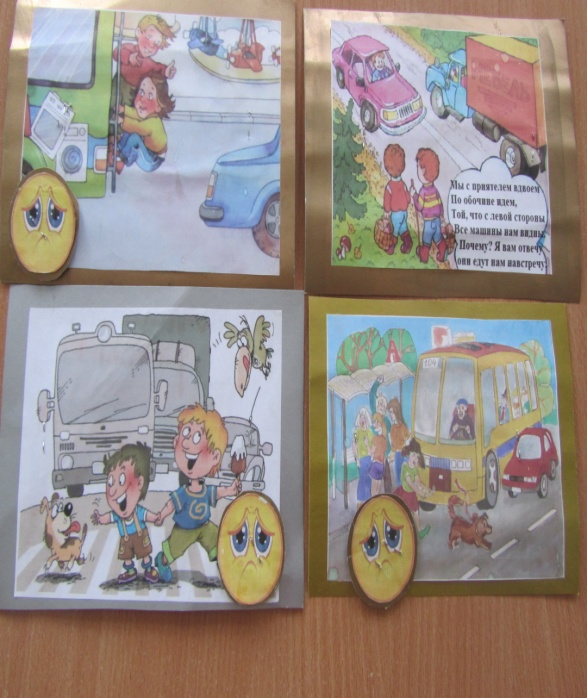 Мы с приятелем вдвоем
По обочине идем,
Той, что с левой стороны
Все машины нам видны.
Почему? Я вам отвечу
они едут нам навстречу!